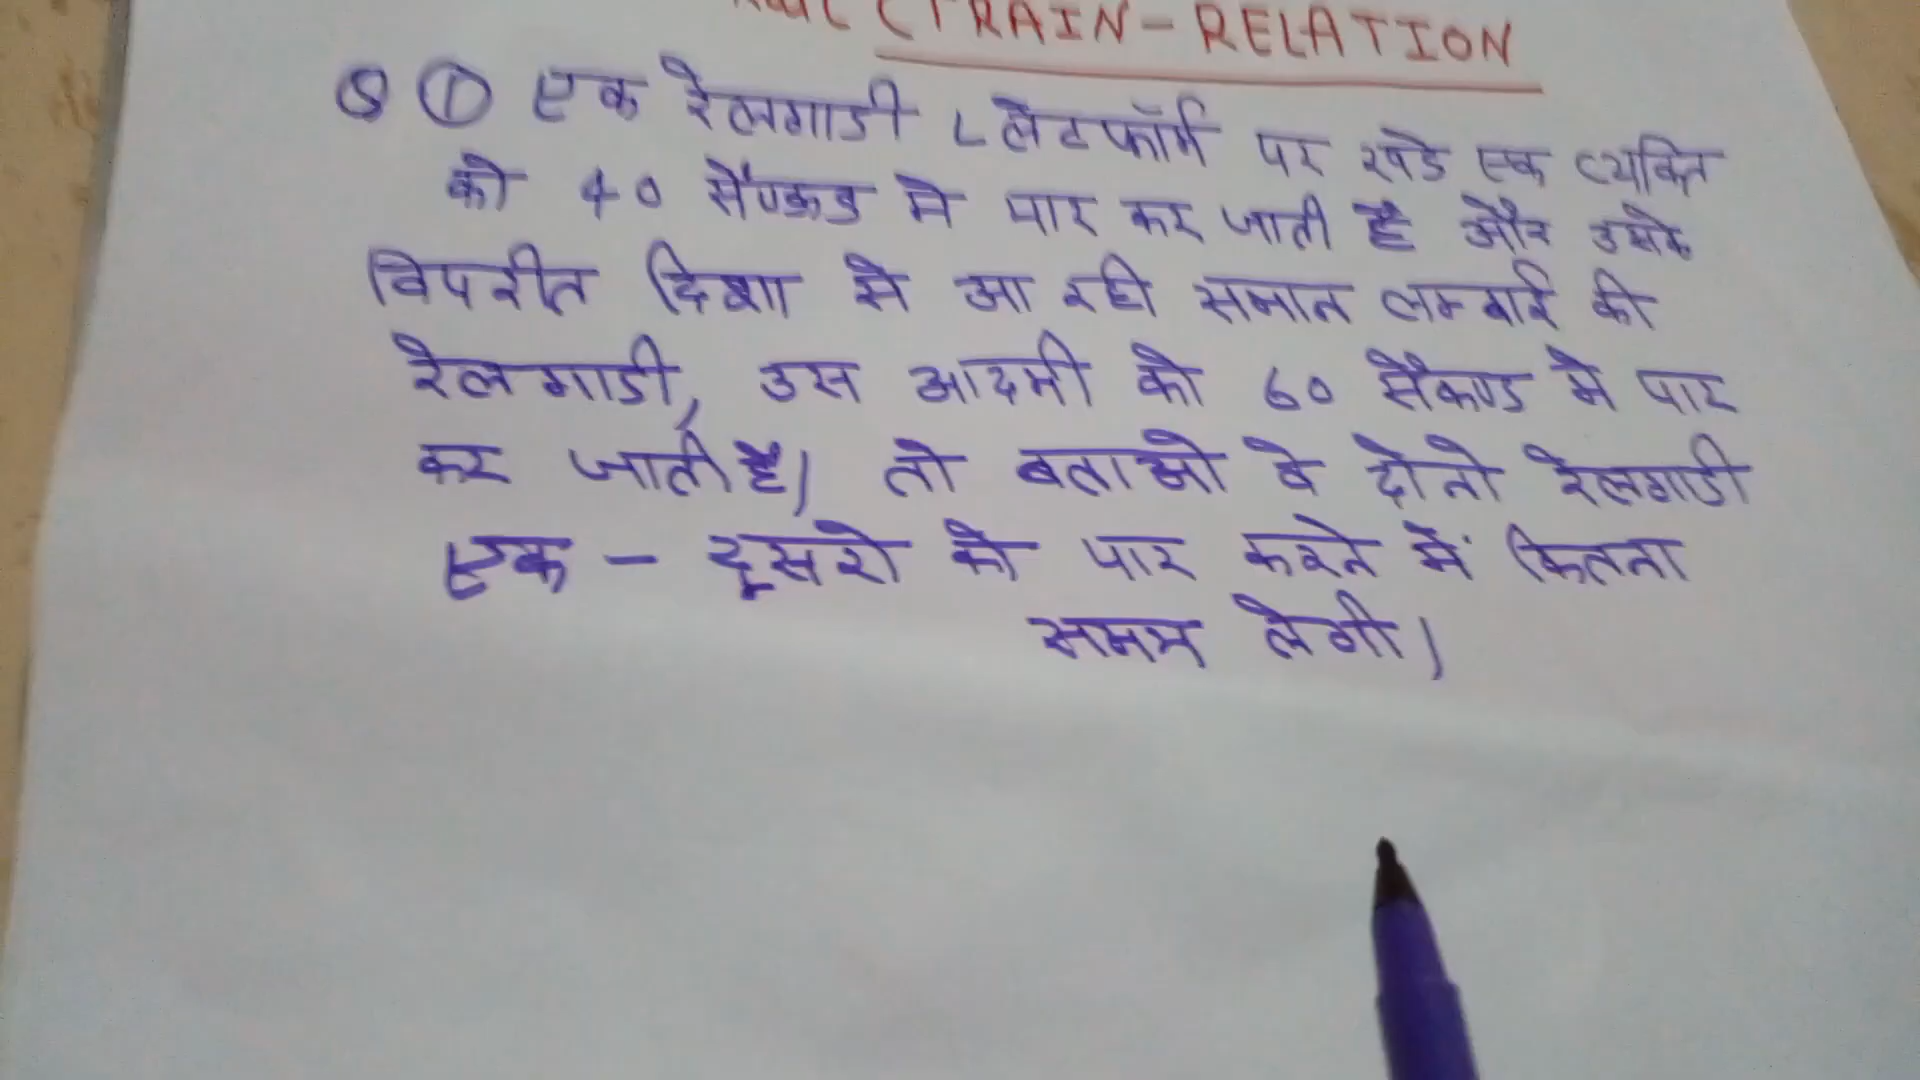 (TRAIN-RELATION
Q ① एक रेलगाडी प्लेटफॉर्म पर खडे एक व्यक्ति
को 40 सैण्कड मे पार कर जाती है और उसके
विपरीत दिशा से आ रही समान लम्बाई की
रेलगाडी, उस आदमी को 60 सैकण्ड मे पार
कर जाती है। तो बताओ वे दोनो रेलगाडी
एक - दूसरो को पार करने में कितना
समय लेगी।